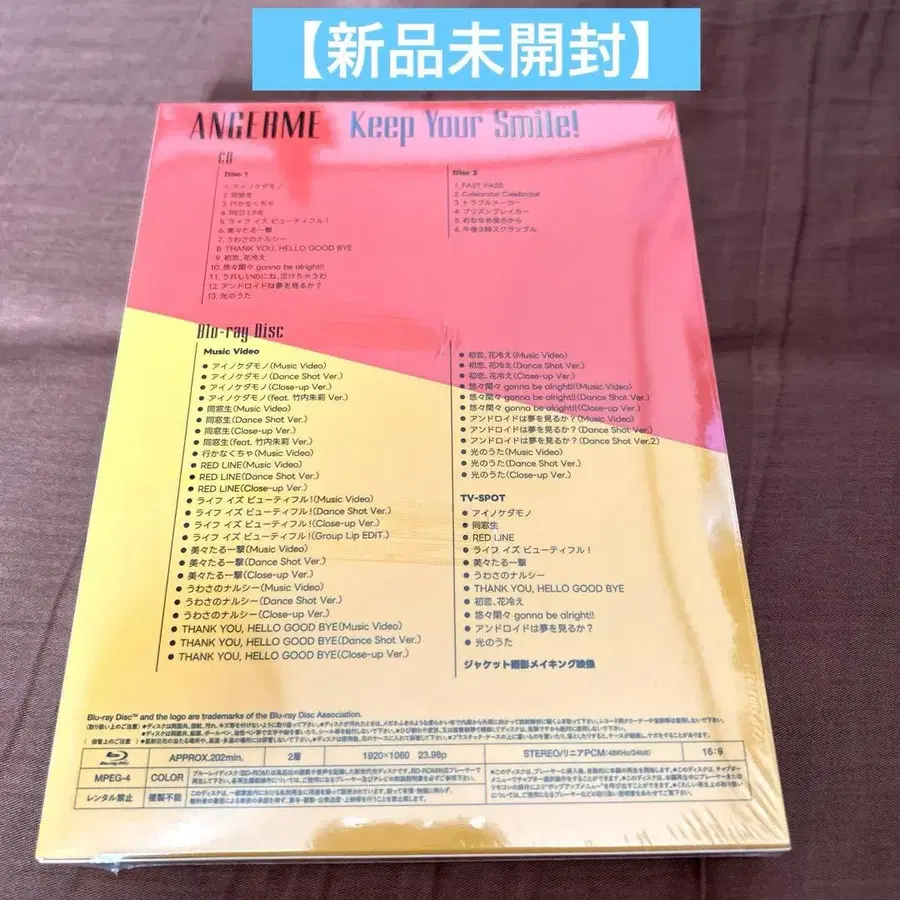 【新品未開封】
ANGERME Keep Your Smile!
CD
Disc 1
1. アイノケダモノ
2. 同窓生
3. 行かなくちゃ
4. RED LINE
5. ライフ イズ ビューティフル!
6. 美々たる一撃
7. うわさのナルシー
8. THANK YOU, HELLO GOOD BYE
9. 初恋、花冷え
10. 悠々閑々 gonna be alright!!
11. うれしいのにね、泣けちゃうわ
12. アンドロイドは夢を見るか?
13. 光のうた
Disc 2
1. FAST PASS
2. Celebrate! Celebrate!
3. トラブルメーカー
4. プリズンブレイカー
5. 右ななめ後ろから
6. 午後3時スクランブル
Blu-ray Disc
Music Video
● アイノケダモノ(Music Video)
● アイノケダモノ(Dance Shot Ver.)
● アイノケダモノ(Close-up Ver.)
● アイノケダモノ(feat. 竹内朱莉 Ver.)
● 同窓生(Music Video)
● 同窓生(Dance Shot Ver.)
● 同窓生(Close-up Ver.)
● 同窓生(feat. 竹内朱莉 Ver.)
● 行かなくちゃ(Music Video)
● RED LINE(Music Video)
● RED LINE(Dance Shot Ver.)
● RED LINE(Close-up Ver.)
● ライフ イズ ビューティフル!(Music Video)
● ライフ イズ ビューティフル!(Dance Shot Ver.)
● ライフ イズ ビューティフル!(Close-up Ver.)
● ライフ イズ ビューティフル!(Group Lip EDIT.)
● 美々たる一撃(Music Video)
● 美々たる一撃(Dance Shot Ver.)
● 美々たる一撃(Close-up Ver.)
● うわさのナルシー(Music Video)
● うわさのナルシー(Dance Shot Ver.)
● うわさのナルシー(Close-up Ver.)
● THANK YOU, HELLO GOOD BYE(Music Video)
● THANK YOU, HELLO GOOD BYE(Dance Shot Ver.)
● THANK YOU, HELLO GOOD BYE(Close-up Ver.)
● 初恋、花冷え(Music Video)
● 初恋、花冷え(Dance Shot Ver.)
● 初恋、花冷え(Close-up Ver.)
● 悠々閑々 gonna be alright!!(Music Video)
● 悠々閑々 gonna be alright!!(Dance Shot Ver.)
● 悠々閑々 gonna be alright!!(Close-up Ver.)
● アンドロイドは夢を見るか?(Music Video)
● アンドロイドは夢を見るか?(Dance Shot Ver.)
● アンドロイドは夢を見るか?(Dance Shot Ver.2)
● 光のうた(Music Video)
● 光のうた(Dance Shot Ver.)
● 光のうた(Close-up Ver.)
TV-SPOT
● アイノケダモノ
● 同窓生
● RED LINE
● ライフ イズ ビューティフル!
● 美々たる一撃
● うわさのナルシー
● THANK YOU, HELLO GOOD BYE
● 初恋、花冷え
● 悠々閑々 gonna be alright!!
● アンドロイドは夢を見るか?
● 光のうた
ジャケット撮影メイキング映像
Blu-ray Disc™ and the logo are trademarks of the Blu-ray Disc Association.
Blu-ray Disc APPROX.202min, 2層 1920×1080 23.98p STEREO/リニアPCM(48KHz/24bit) 16:9
MPEG-4 COLOR
レンタル禁止 複製不能